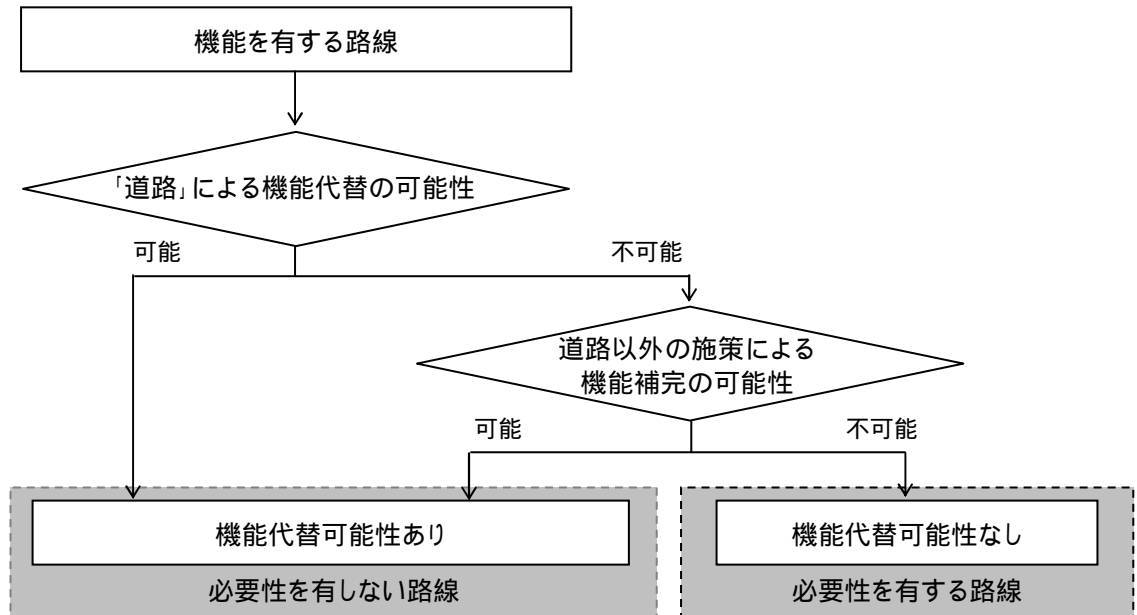 機能を有する路線
「道路」による機能代替の可能性
可能
不可能
道路以外の施策による
機能補完の可能性
可能
不可能
機能代替可能性あり
機能代替可能性なし
必要性を有しない路線
必要性を有する路線